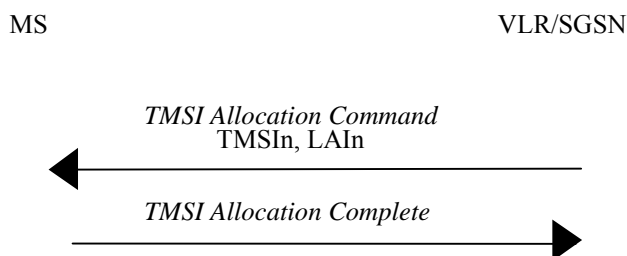 MS VLR/SGSN
TMSI Allocation Command
TMSIn, LAIn
TMSI Allocation Complete